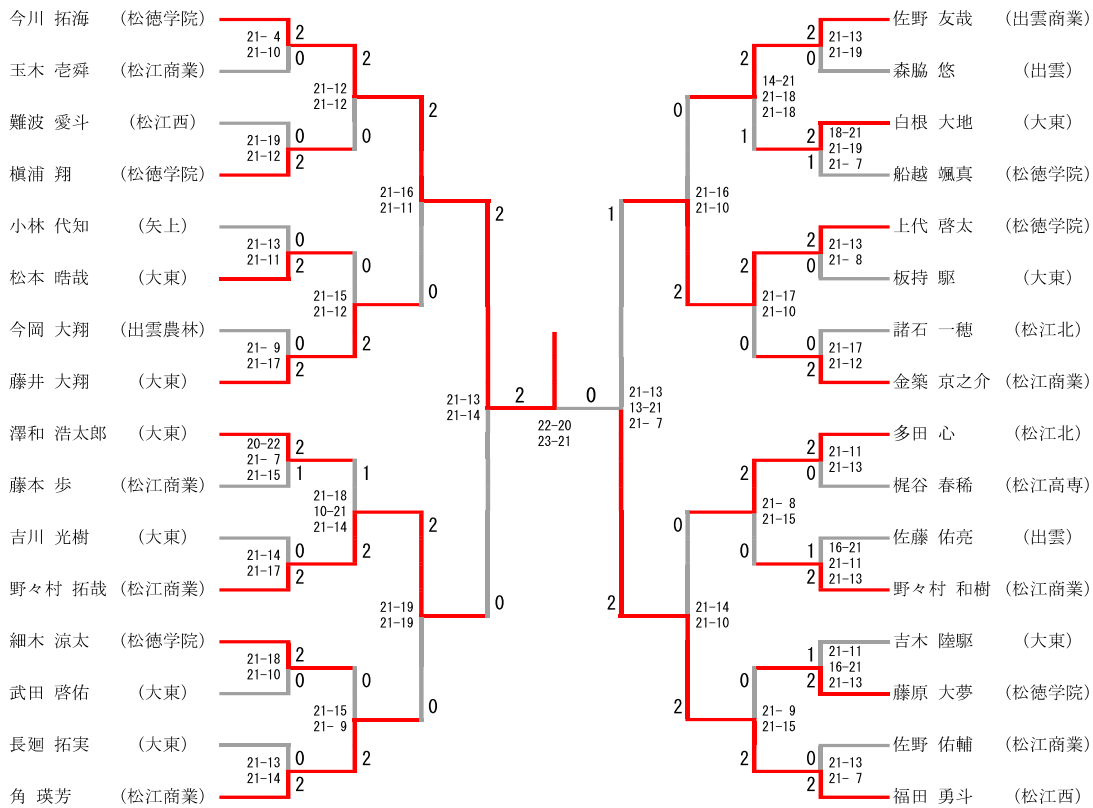 今川 拓海 (松徳学院)
玉木 壱舜 (松江商業)
難波 愛斗 (松江西)
槇浦 翔 (松徳学院)
小林 代知 (矢上)
松本 晧哉 (大東)
今岡 大翔 (出雲農林)
藤井 大翔 (大東)
澤和 浩太郎 (大東)
藤本 歩 (松江商業)
吉川 光樹 (大東)
野々村 拓哉 (松江商業)
細木 涼太 (松徳学院)
武田 啓佑 (大東)
長廻 拓実 (大東)
角 瑛芳 (松江商業)
21- 4 2
21-10 0
21-19 0
21-12 2
21-13 0
21-11 2
21- 9 0
21-17 2
20-22 2
21- 7
21-15 1
21-14 0
21-17 2
21-18 2
21-10 0
21-13 0
21-14 2
2
21-12
21-12
0
0
21-15
21-12
2
1
21-18
10-21
21-14
2
0
21-15
21- 9
2
2
21-16
21-11
0
2
21-19
21-19
0
2
21-13
21-14
0
2 0
22-20
23-21
1
21-13
13-21
21- 7
2
0
21-16
21-10
2
0
21-14
21-10
2
2
14-21
21-18
21-18
1
2
21-17
21-10
0
2
21- 8
21-15
0
0
21- 9
21-15
2
2 21-13
0 21-19
2 18-21
21-19
1 21- 7
2 21-13
0 21- 8
0 21-17
2 21-12
2 21-11
0 21-13
1 16-21
21-11
2 21-13
1 21-11
16-21
2 21-13
0 21-13
2 21- 7
佐野 友哉 (出雲商業)
森脇 悠 (出雲)
白根 大地 (大東)
船越 颯真 (松徳学院)
上代 啓太 (松徳学院)
板持 駆 (大東)
諸石 一穂 (松江北)
金築 京之介 (松江商業)
多田 心 (松江北)
梶谷 春稀 (松江高専)
佐藤 佑亮 (出雲)
野々村 和樹 (松江商業)
吉木 陸駆 (大東)
藤原 大夢 (松徳学院)
佐野 佑輔 (松江商業)
福田 勇斗 (松江西)